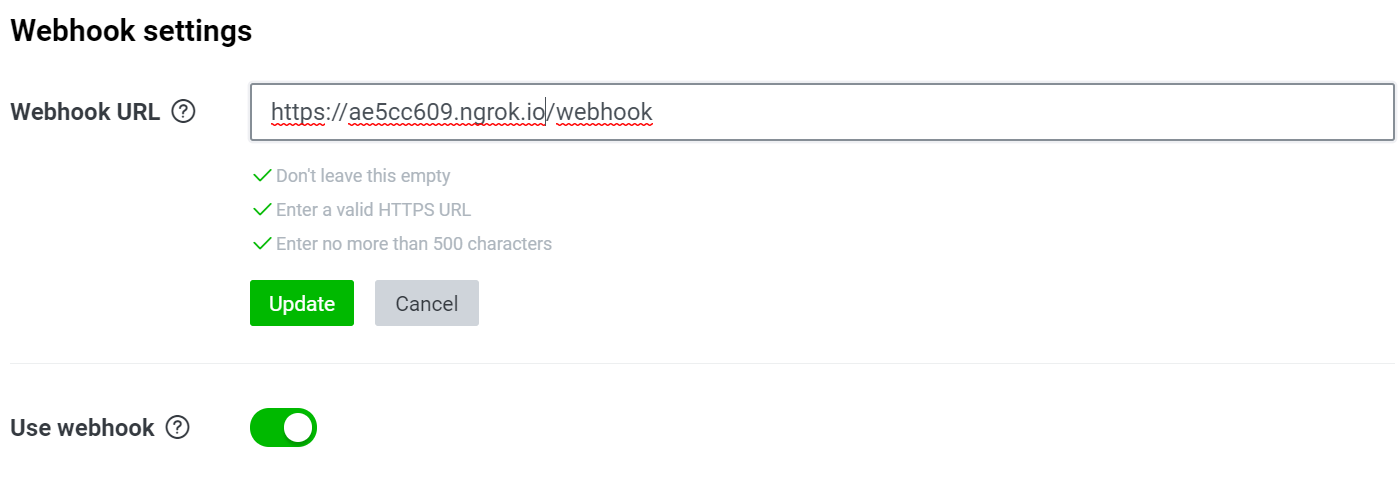 Webhook settings
Webhook URL ? https://ae5cc609.ngrok.io/webhook
Don't leave this empty
Enter a valid HTTPS URL
Enter no more than 500 characters
Update Cancel
Use webhook ?